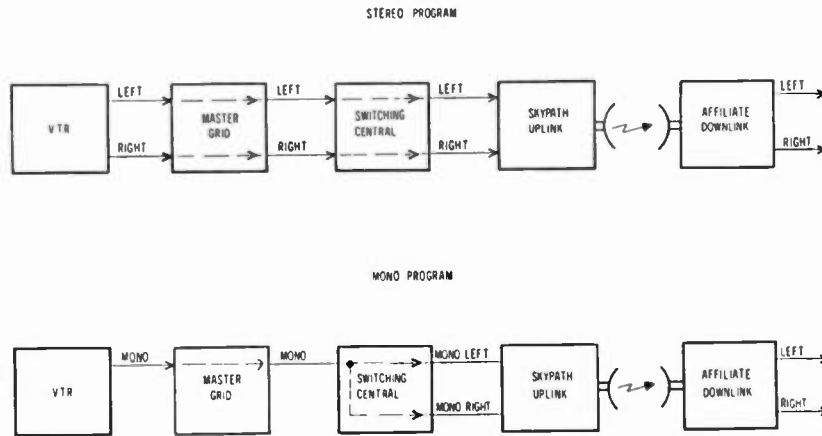 STEREO PROGRAM
LEFT LEFT LEFT LEFT
VTR MASTER GRID SWITCHING CENTRAL SKYPATH UPLINK AFFILIATE DOWNLINK
RIGHT RIGHT RIGHT RIGHT
MONO PROGRAM
MONO MONO MONO LEFT LEFT
VTR MASTER GRID SWITCHING CENTRAL SKYPATH UPLINK AFFILIATE DOWNLINK
MONO RIGHT RIGHT